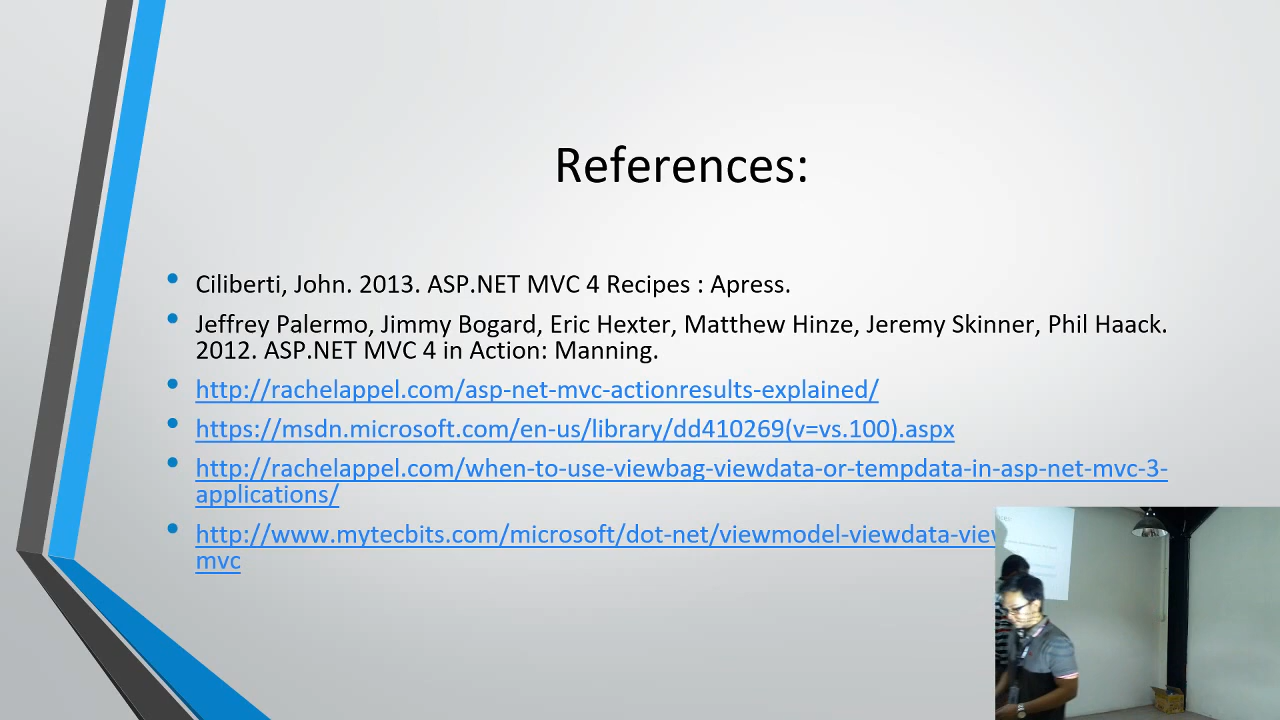 References:
Ciliberti, John. 2013. ASP.NET MVC 4 Recipes : Apress.
Jeffrey Palermo, Jimmy Bogard, Eric Hexter, Matthew Hinze, Jeremy Skinner, Phil Haack.
2012. ASP.NET MVC 4 in Action: Manning.
http://rachelappel.com/asp-net-mvc-actionresults-explained/
https://msdn.microsoft.com/en-us/library/dd410269(v=vs.100).aspx
http://rachelappel.com/when-to-use-viewbag-viewdata-or-tempdata-in-asp-net-mvc-3-
applications/
http://www.mytecbits.com/microsoft/dot-net/viewmodel-viewdata-view
mvc